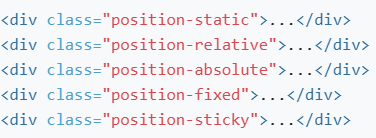 <div class="position-static">...</div>
<div class="position-relative">...</div>
<div class="position-absolute">...</div>
<div class="position-fixed">...</div>
<div class="position-sticky">...</div>